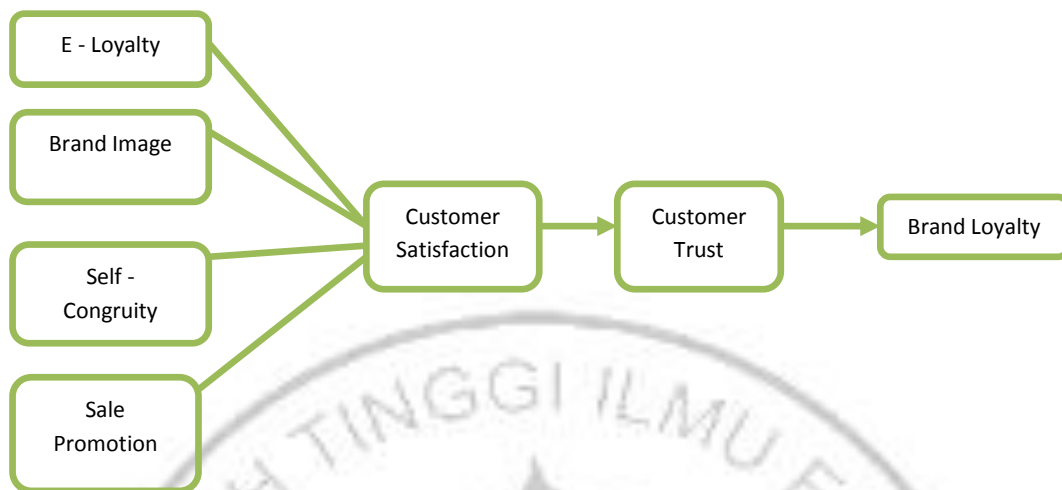 E - Loyalty
Brand Image
Self -
Congruity
Sale
Promotion
Customer
Satisfaction
Customer
Trust
Brand Loyalty
TINGGI ILMU